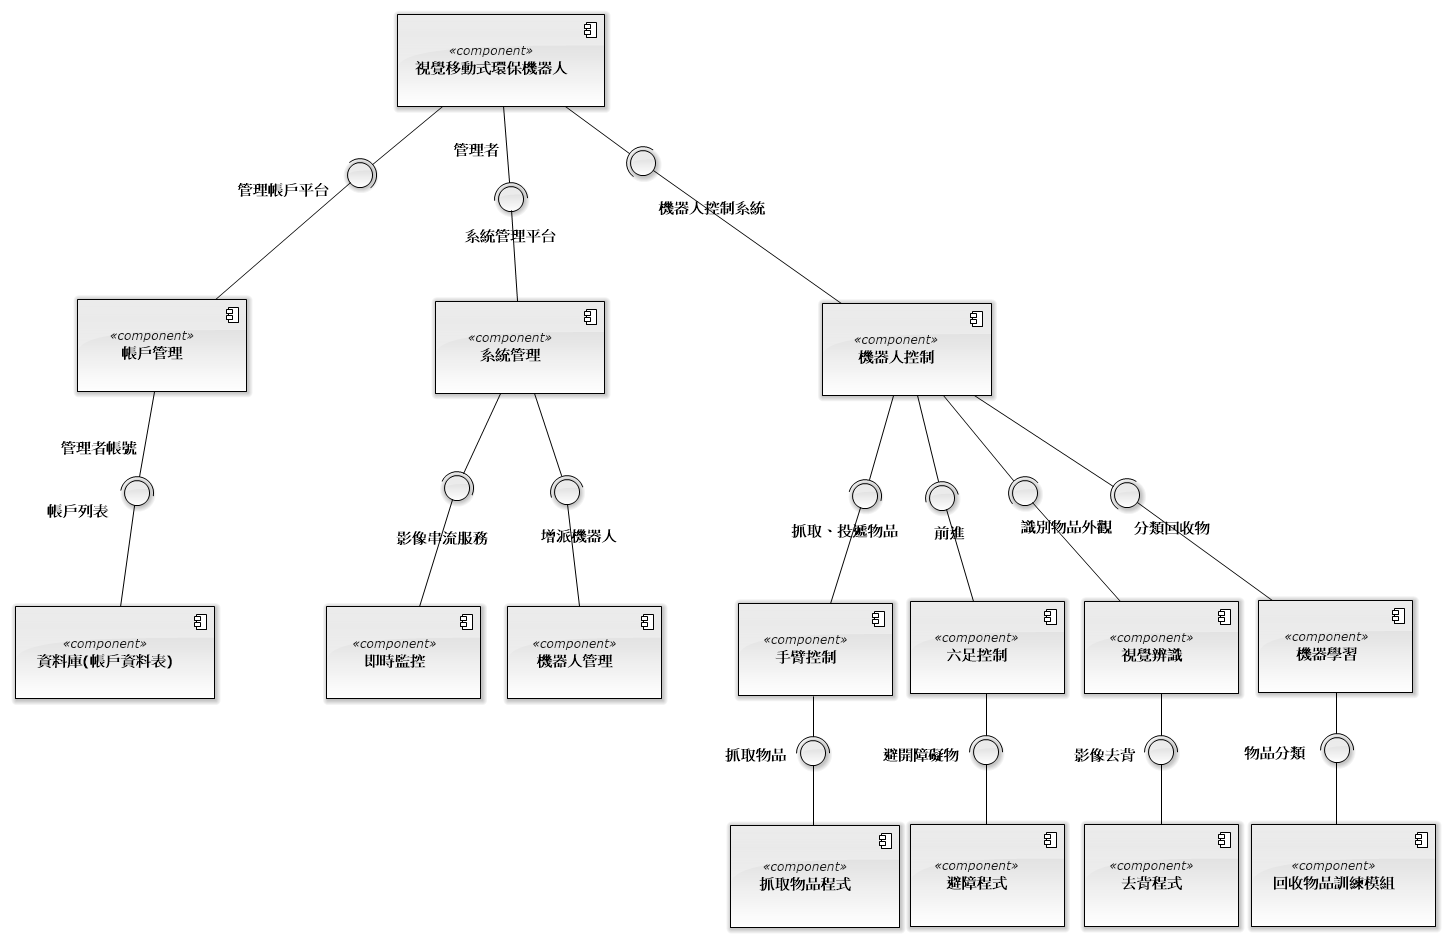 «component»
視覺移動式環保機器人
管理者
管理帳戶平台
系統管理平台
機器人控制系統
«component»
帳戶管理
«component»
系統管理
«component»
機器人控制
管理者帳號
帳戶列表
影像串流服務
增派機器人
抓取、投遞物品
前進
識別物品外觀
分類回收物
«component»
資料庫(帳戶資料表)
«component»
即時監控
«component»
機器人管理
«component»
手臂控制
«component»
六足控制
«component»
視覺辨識
«component»
機器學習
抓取物品
避開障礙物
影像去背
物品分類
«component»
抓取物品程式
«component»
避障程式
«component»
去背程式
«component»
回收物品訓練模組